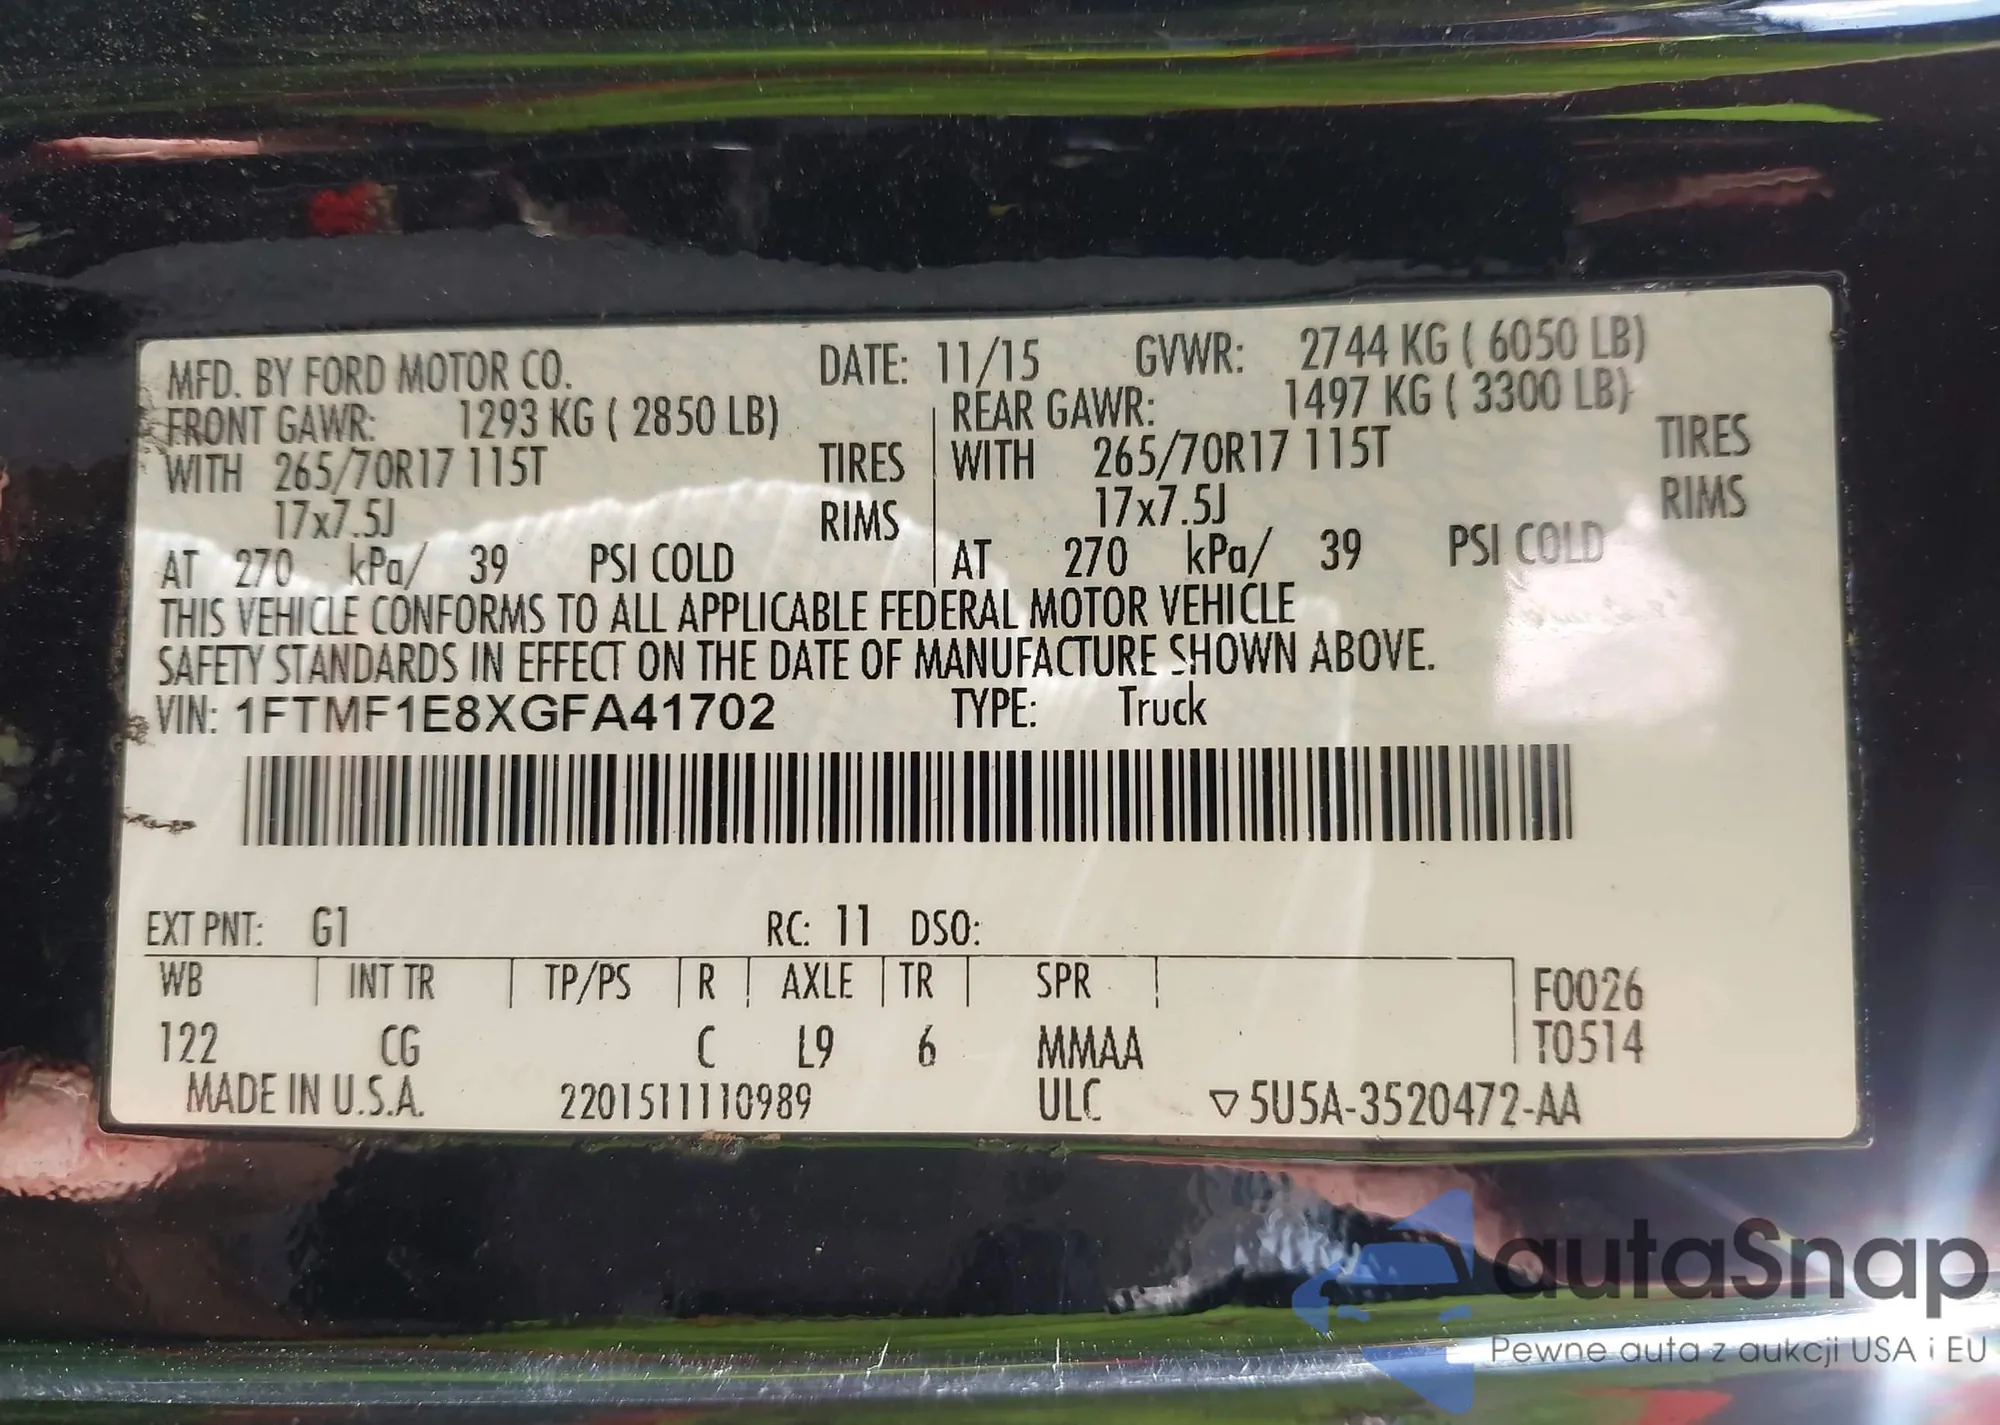 MFD. BY FORD MOTOR CO. DATE: 11/15 GVWR: 2744 KG ( 6050 LB)
FRONT GAWR: 1293 KG ( 2850 LB) REAR GAWR: 1497 KG ( 3300 LB)
WITH 265/70R17 115T TIRES WITH 265/70R17 115T TIRES
17x7.5J RIMS 17x7.5J RIMS
AT 270 kPa/ 39 PSI COLD AT 270 kPa/ 39 PSI COLD
THIS VEHICLE CONFORMS TO ALL APPLICABLE FEDERAL MOTOR VEHICLE
SAFETY STANDARDS IN EFFECT ON THE DATE OF MANUFACTURE SHOWN ABOVE.
VIN: 1FTMF1E8XGFA41702 TYPE: Truck
EXT PNT: G1 RC: 11 DSO:
WB INT TR TP/PS R AXLE TR SPR F0026
122 CG C L9 6 MMAA T0514
MADE IN U.S.A. 2201511110989 ULC ▽5U5A-3520472-AA
autaSnap
Pewne auta z aukcji USA i EU